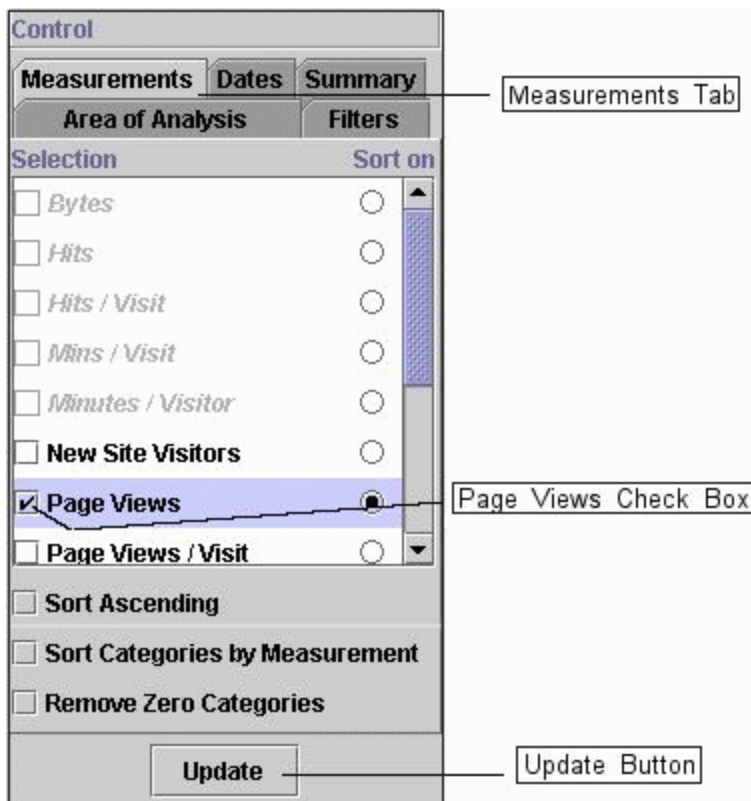 Control
Measurements Dates Summary
Measurements Tab
Area of Analysis Filters
Selection Sort on
Bytes
Hits
Hits / Visit
Mins / Visit
Minutes / Visitor
New Site Visitors
Page Views
Page Views Check Box
Page Views / Visit
Sort Ascending
Sort Categories by Measurement
Remove Zero Categories
Update
Update Button